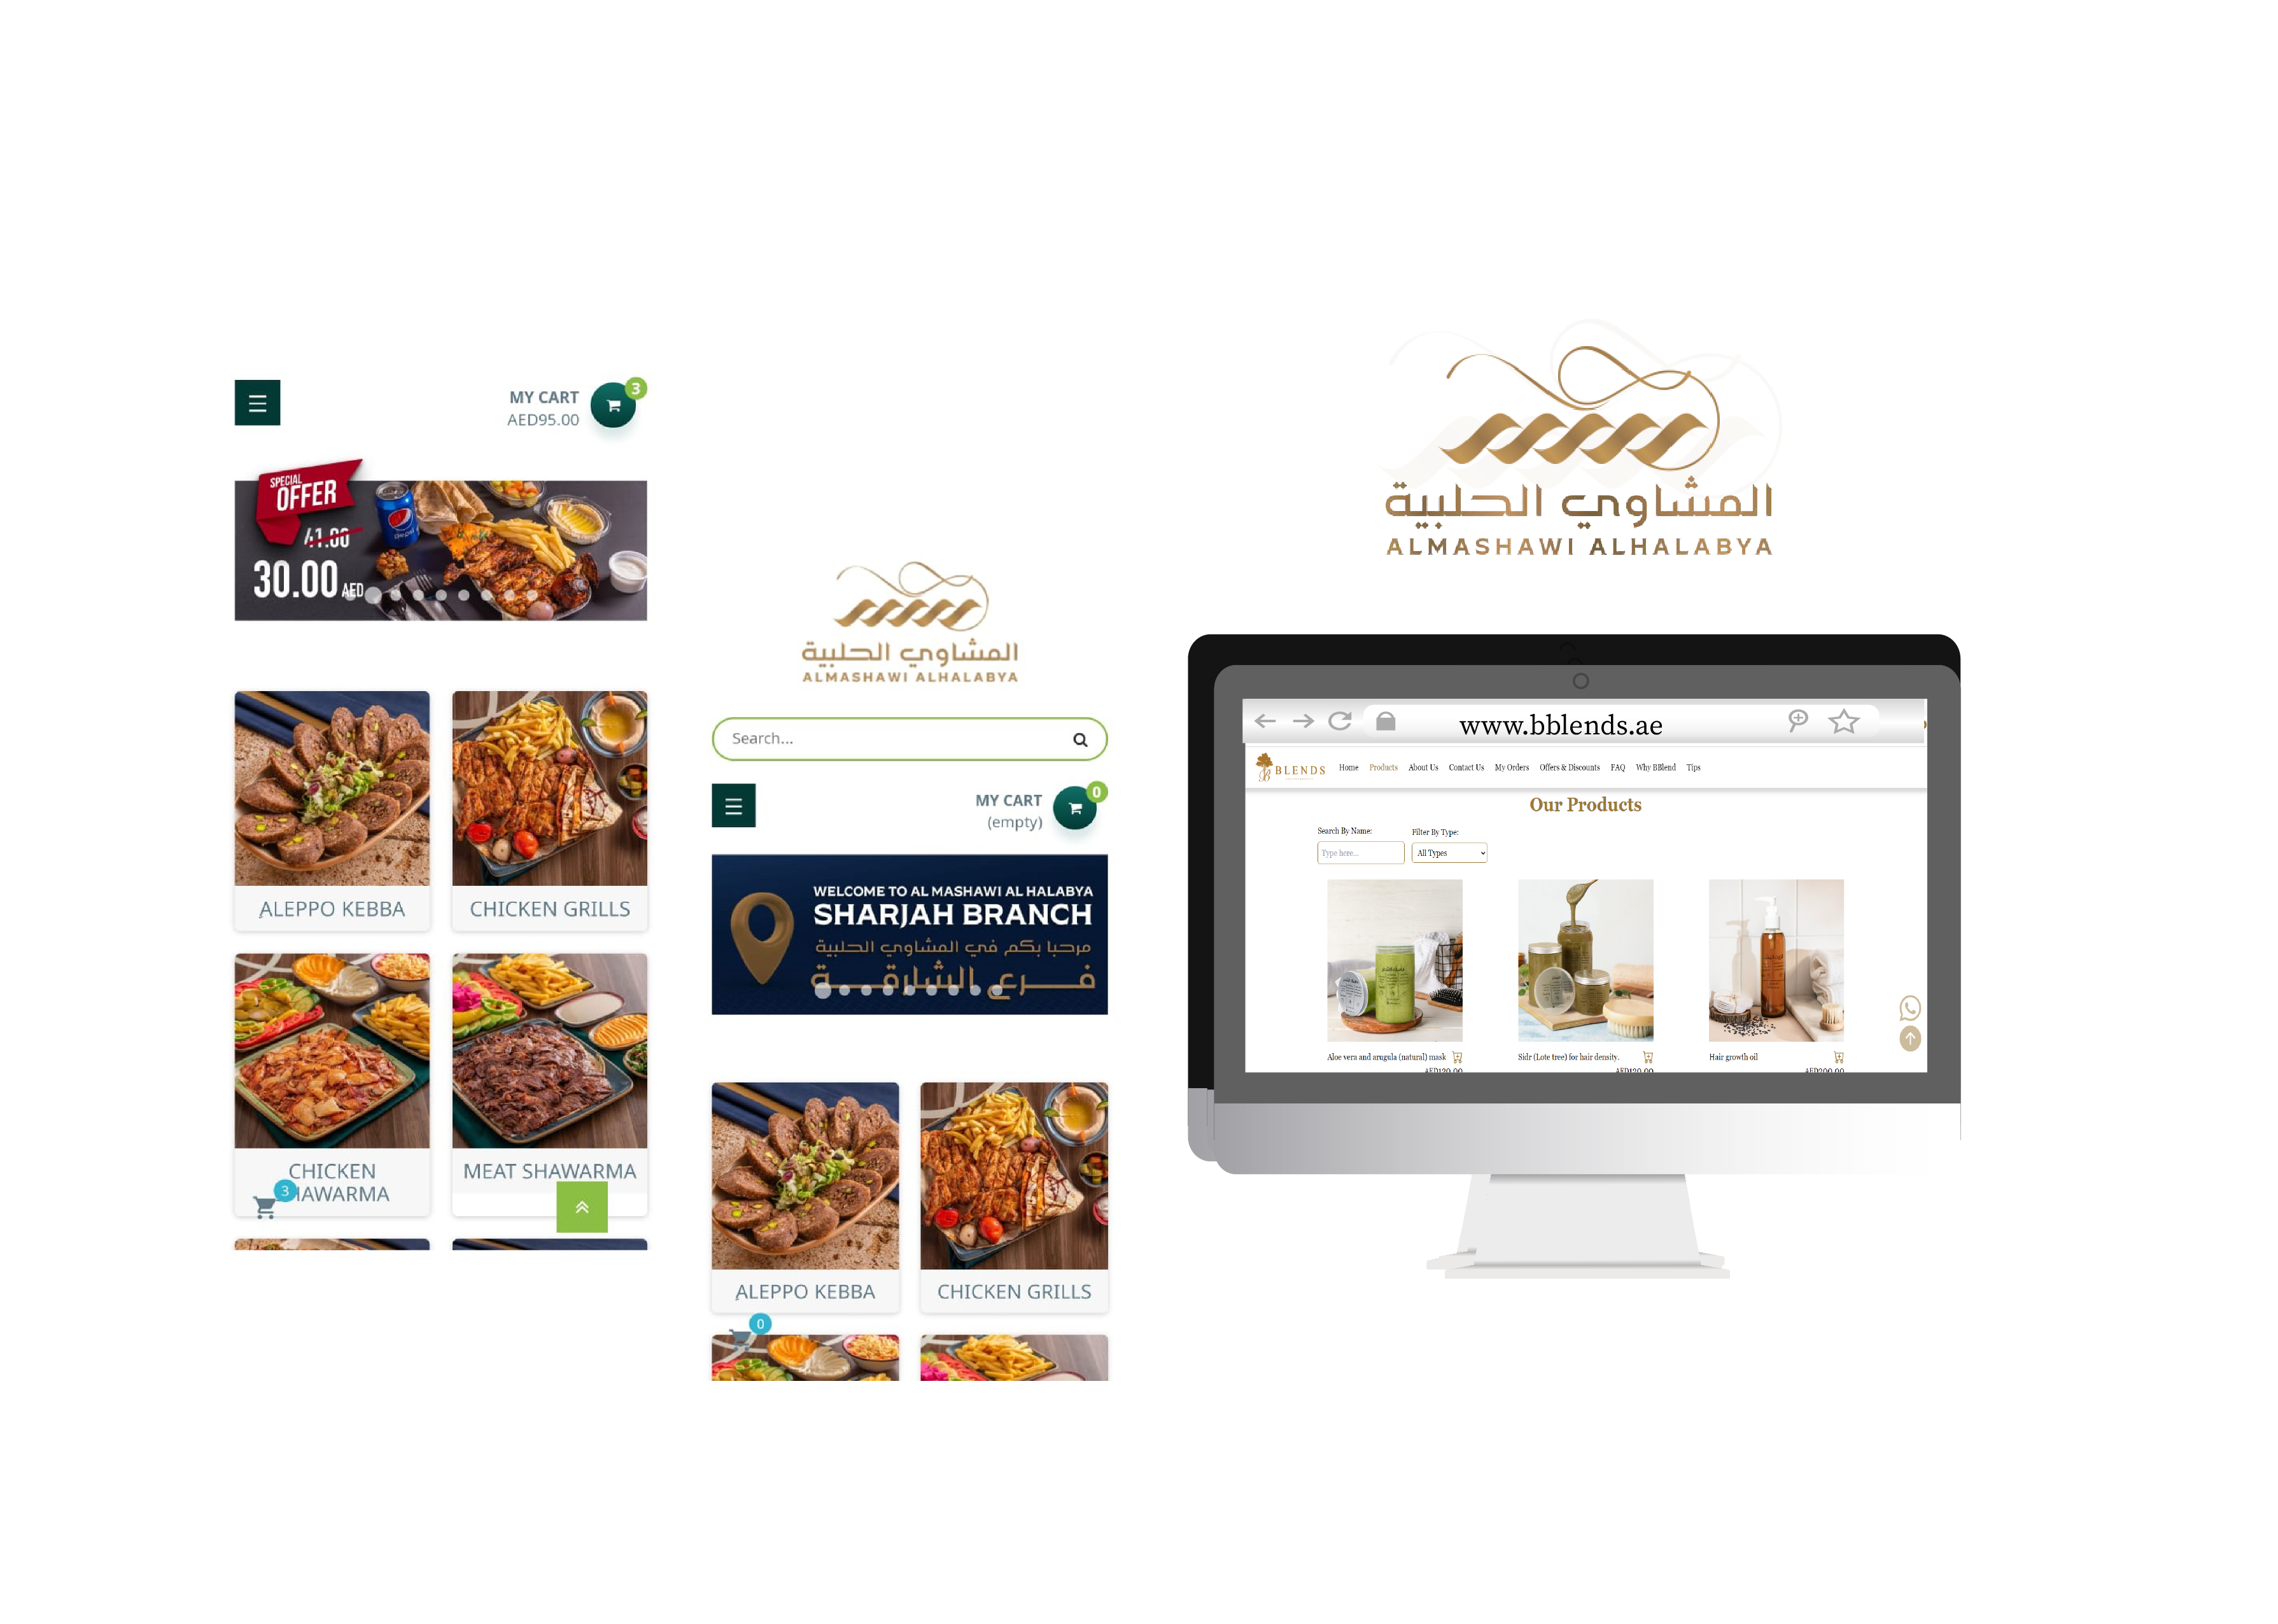 MY CART
3
AED95.00
SPECIAL
OFFER
41.00
30.00 AED
ALEPPO KEBBA
CHICKEN GRILLS
CHICKEN
3
MEAT SHAWARMA
المشاوي الحلبية
ALMASHAWI ALHALABYA
Search...
MY CART
0
(empty)
WELCOME TO AL MASHAWI AL HALABYA
SHARJAH BRANCH
مرحبا بكم في المشاوي الحلبية
فرع الشارقة
ALEPPO KEBBA
CHICKEN GRILLS
0
المشاوي الحلبية
ALMASHAWI ALHALABYA
www.bblends.ae
BLENDS
Home Products About Us Contact Us My Orders Offers & Discounts FAQ Why BBlend Tips
Our Products
Search By Name:
Filter By Type:
Type here...
All Types
Aloe vera and arugula (natural) mask
AED120.00
Sidr (Lote tree) for hair density.
AED120.00
Hair growth oil
AED200.00